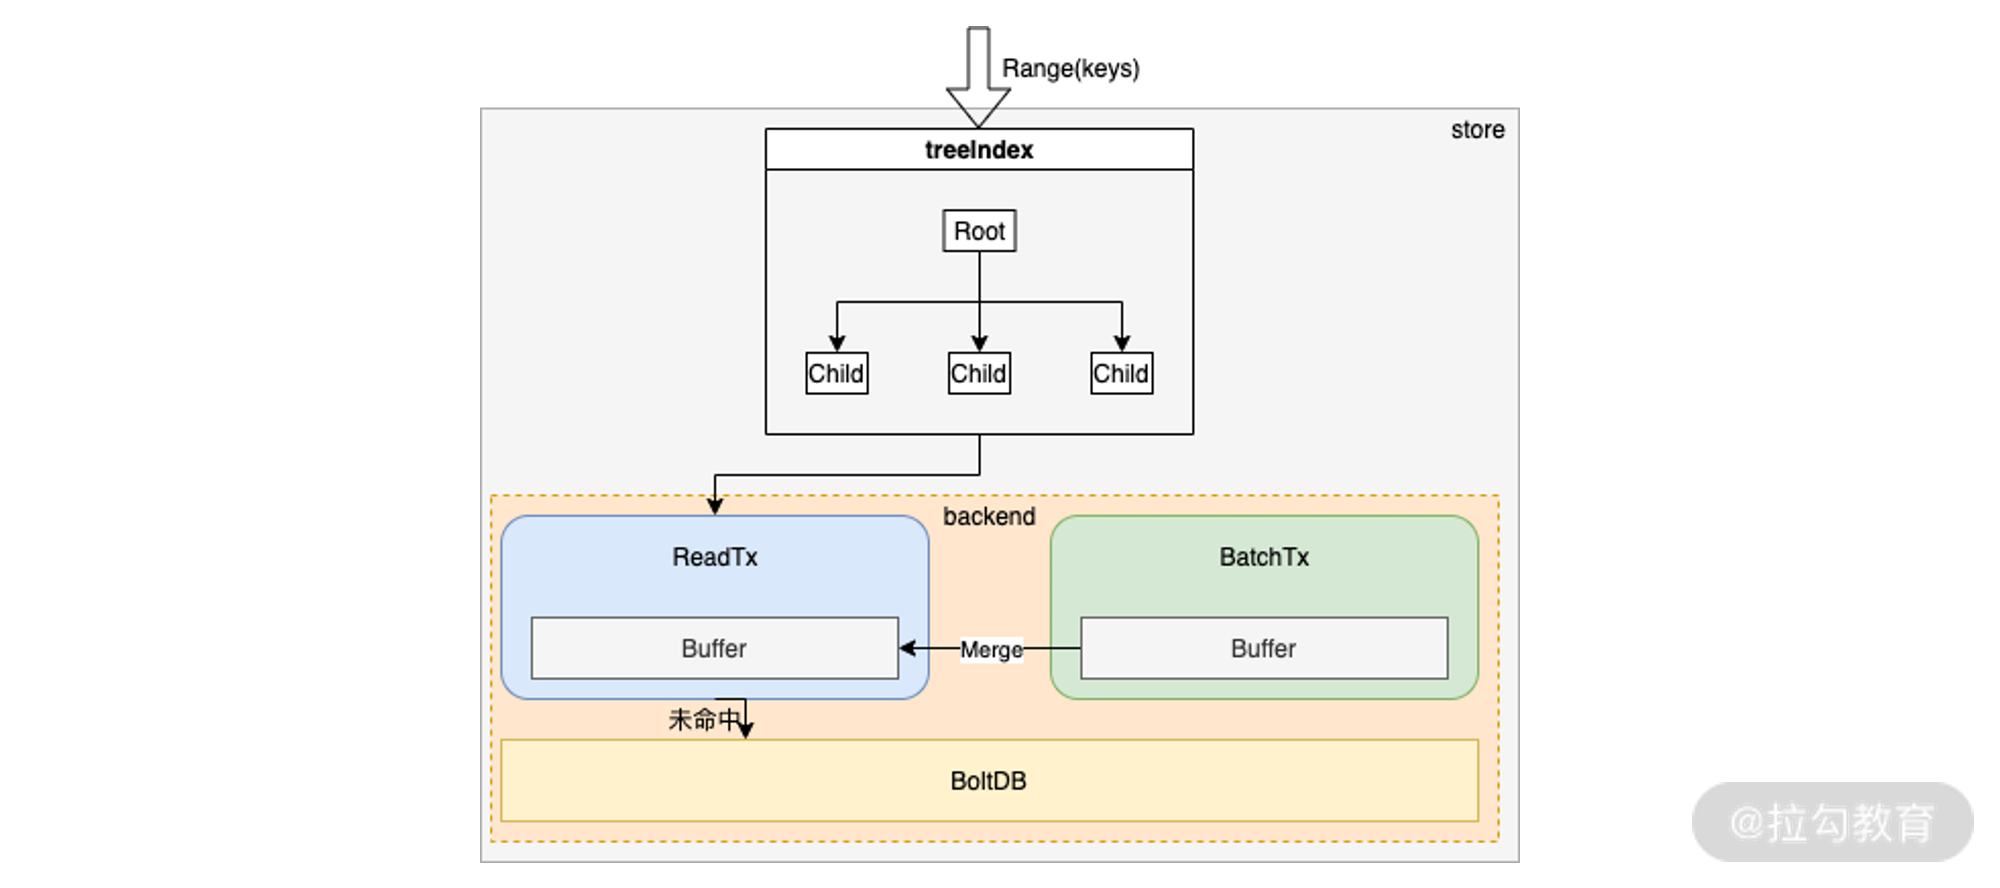 Range(keys)
store
treeIndex
Root
Child
Child
Child
backend
ReadTx
BatchTx
Buffer
Merge
Buffer
未命中
BoltDB
@拉勾教育